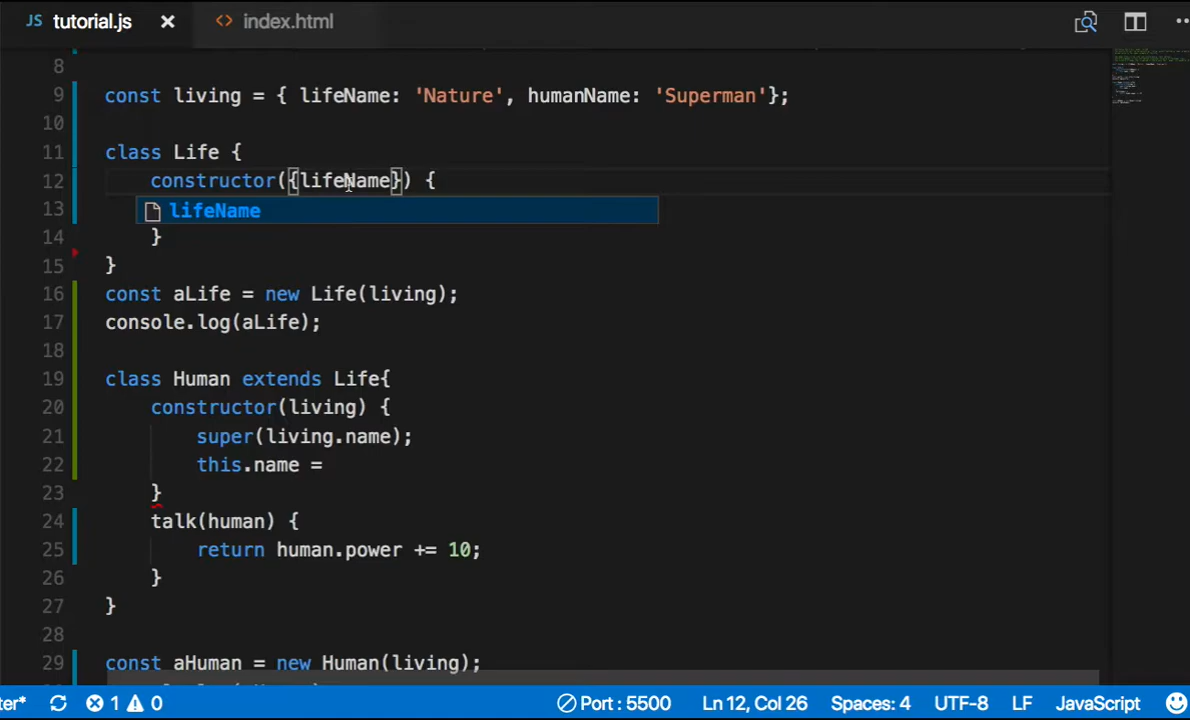 JS tutorial.js × <> index.html
8
9 const living = { lifeName: 'Nature', humanName: 'Superman'};
10
11 class Life {
12 constructor({lifeName}) {
13 lifeName
14 }
15 }
16 const aLife = new Life(living);
17 console.log(aLife);
18
19 class Human extends Life{
20 constructor(living) {
21 super(living.name);
22 this.name =
23 }
24 talk(human) {
25 return human.power += 10;
26 }
27 }
28
29 const aHuman = new Human(living);
ter* 1 0 Port : 5500 Ln 12, Col 26 Spaces: 4 UTF-8 LF JavaScript